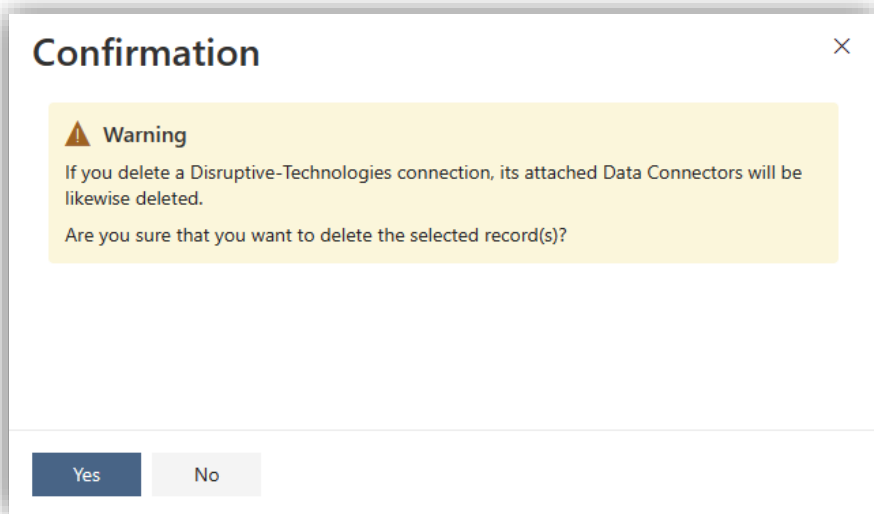 Confirmation
Warning
If you delete a Disruptive-Technologies connection, its attached Data Connectors will be
likewise deleted.
Are you sure that you want to delete the selected record(s)?
Yes
No